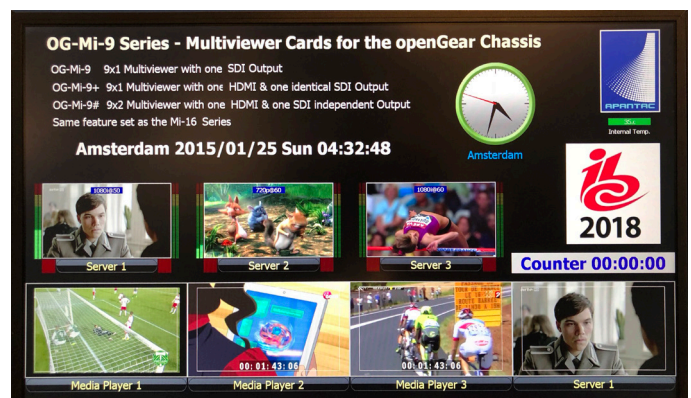 OG-Mi-9 Series - Multiviewer Cards for the openGear Chassis
OG-Mi-9 9x1 Multiviewer with one SDI Output
OG-Mi-9+ 9x1 Multiviewer with one HDMI & one identical SDI Output
OG-Mi-9# 9x2 Multiviewer with one HDMI & one SDI independent Output
Same feature set as the Mi-16 Series
APANTAC
Internal Temp.
Amsterdam 2015/01/25 Sun 04:32:48
Amsterdam
ibc
2018
1080i@50
720p@60
1080i@60
Server 1
Server 2
Server 3
Counter 00:00:00
00:01:43:06
00:01:43:06
Media Player 1
Media Player 2
Media Player 3
Server 1